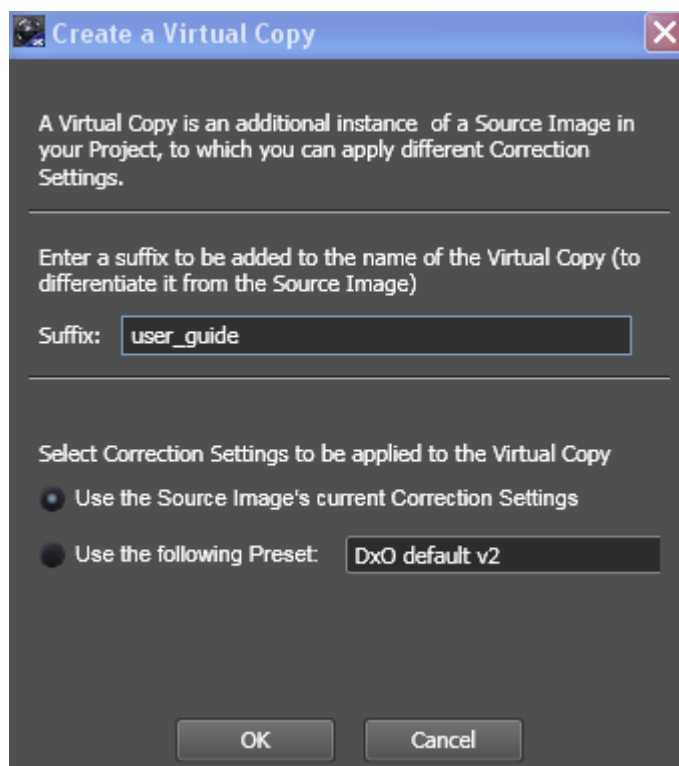 Create a Virtual Copy
A Virtual Copy is an additional instance of a Source Image in
your Project, to which you can apply different Correction
Settings.
Enter a suffix to be added to the name of the Virtual Copy (to
differentiate it from the Source Image)
Suffix: user_guide
Select Correction Settings to be applied to the Virtual Copy
Use the Source Image's current Correction Settings
Use the following Preset: DxO default v2
OK Cancel